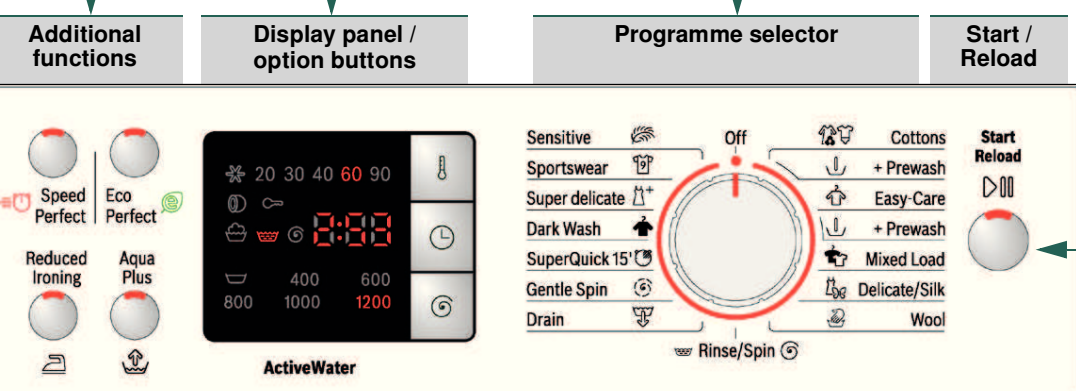 Additional
functions
Display panel /
option buttons
Programme selector
Start /
Reload
Speed
Perfect
Eco
Perfect
Reduced
Ironing
Aqua
Plus
20 30 40 60 90
2:53
400 600
800 1000 1200
ActiveWater
Sensitive
Sportswear
Super delicate
Dark Wash
SuperQuick 15'
Gentle Spin
Drain
Off
Cottons
+ Prewash
Easy-Care
+ Prewash
Mixed Load
Delicate/Silk
Wool
Rinse/Spin
Start
Reload